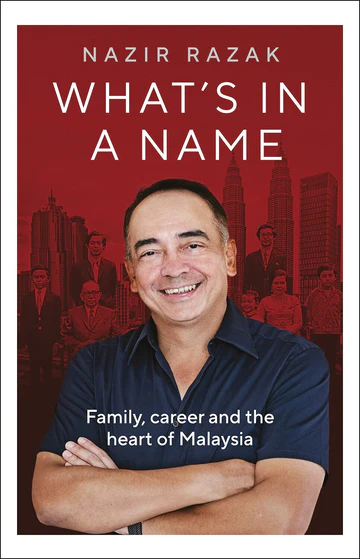 NAZIR RAZAK
WHAT'S IN
A NAME
Family, career and the
heart of Malaysia